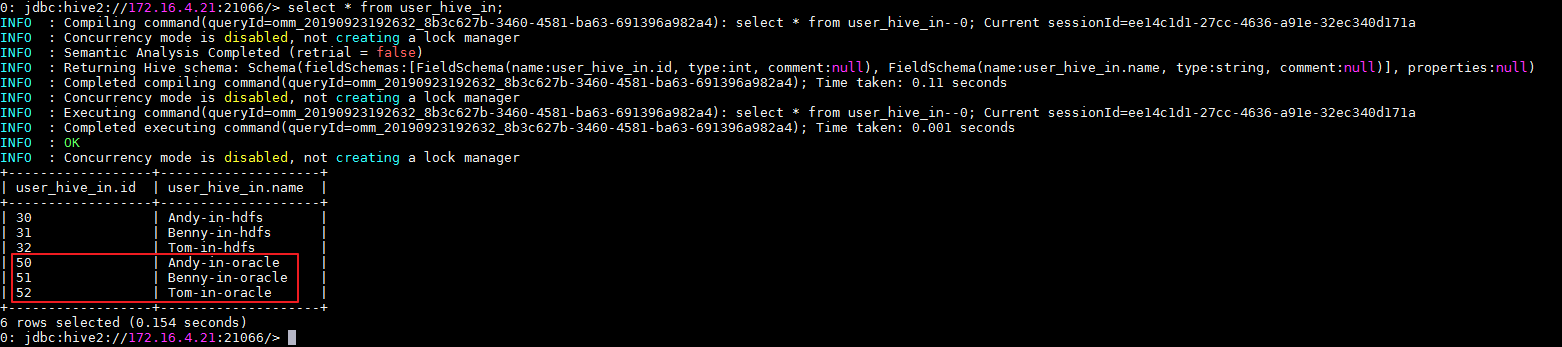 0: jdbc:hive2://172.16.4.21:21066/> select * from user_hive_in;
INFO  : Compiling command(queryId=omm_20190923192632_8b3c627b-3460-4581-ba63-691396a982a4): select * from user_hive_in--0; Current sessionId=ee14c1d1-27cc-4636-a91e-32ec340d171a
INFO  : Concurrency mode is disabled, not creating a lock manager
INFO  : Semantic Analysis Completed (retrial = false)
INFO  : Returning Hive schema: Schema(fieldSchemas:[FieldSchema(name:user_hive_in.id, type:int, comment:null), FieldSchema(name:user_hive_in.name, type:string, comment:null)], properties:null)
INFO  : Completed compiling command(queryId=omm_20190923192632_8b3c627b-3460-4581-ba63-691396a982a4); Time taken: 0.11 seconds
INFO  : Concurrency mode is disabled, not creating a lock manager
INFO  : Executing command(queryId=omm_20190923192632_8b3c627b-3460-4581-ba63-691396a982a4): select * from user_hive_in--0; Current sessionId=ee14c1d1-27cc-4636-a91e-32ec340d171a
INFO  : Completed executing command(queryId=omm_20190923192632_8b3c627b-3460-4581-ba63-691396a982a4); Time taken: 0.001 seconds
INFO  : OK
INFO  : Concurrency mode is disabled, not creating a lock manager
+------------------+--------------------+
| user_hive_in.id  | user_hive_in.name  |
+------------------+--------------------+
| 30               | Andy-in-hdfs       |
| 31               | Benny-in-hdfs      |
| 32               | Tom-in-hdfs        |
| 50               | Andy-in-oracle     |
| 51               | Benny-in-oracle    |
| 52               | Tom-in-oracle      |
+------------------+--------------------+
6 rows selected (0.154 seconds)
0: jdbc:hive2://172.16.4.21:21066/>